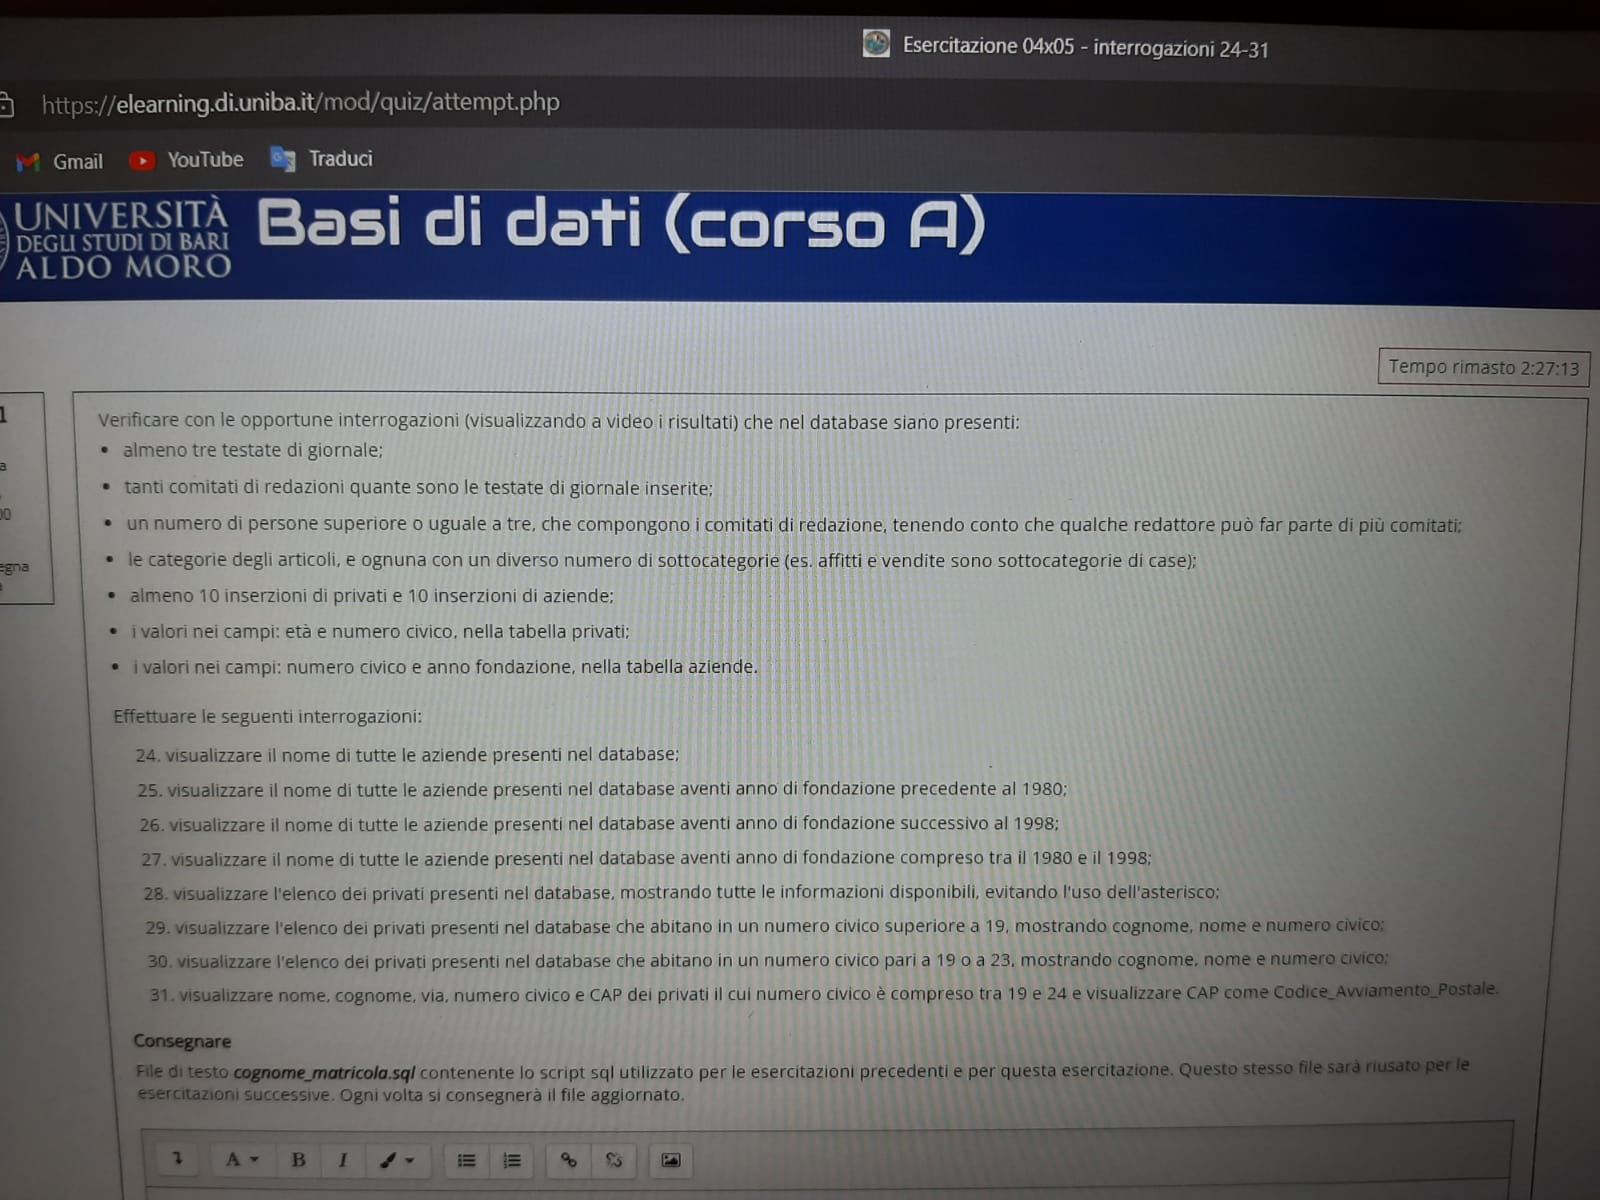 Esercitazione 04x05 - interrogazioni 24-31
https://elearning.di.uniba.it/mod/quiz/attempt.php
Gmail YouTube Traduci
UNIVERSITÀ
DEGLI STUDI DI BARI
ALDO MORO
Basi di dati (corso A)
Tempo rimasto 2:27:13
1
a
00
egna
Verificare con le opportune interrogazioni (visualizzando a video i risultati) che nel database siano presenti:
• almeno tre testate di giornale;
• tanti comitati di redazioni quante sono le testate di giornale inserite;
• un numero di persone superiore o uguale a tre, che compongono i comitati di redazione, tenendo conto che qualche redattore può far parte di più comitati;
• le categorie degli articoli, e ognuna con un diverso numero di sottocategorie (es. affitti e vendite sono sottocategorie di case);
• almeno 10 inserzioni di privati e 10 inserzioni di aziende;
• i valori nei campi: età e numero civico, nella tabella privati;
• i valori nei campi: numero civico e anno fondazione, nella tabella aziende.
Effettuare le seguenti interrogazioni:
24. visualizzare il nome di tutte le aziende presenti nel database;
25. visualizzare il nome di tutte le aziende presenti nel database aventi anno di fondazione precedente al 1980;
26. visualizzare il nome di tutte le aziende presenti nel database aventi anno di fondazione successivo al 1998;
27. visualizzare il nome di tutte le aziende presenti nel database aventi anno di fondazione compreso tra il 1980 e il 1998;
28. visualizzare l'elenco dei privati presenti nel database, mostrando tutte le informazioni disponibili, evitando l'uso dell'asterisco;
29. visualizzare l'elenco dei privati presenti nel database che abitano in un numero civico superiore a 19, mostrando cognome, nome e numero civico;
30. visualizzare l'elenco dei privati presenti nel database che abitano in un numero civico pari a 19 o a 23, mostrando cognome, nome e numero civico;
31. visualizzare nome, cognome, via, numero civico e CAP dei privati il cui numero civico è compreso tra 19 e 24 e visualizzare CAP come Codice_Avviamento_Postale.
Consegnare
File di testo cognome_matricola.sql contenente lo script sql utilizzato per le esercitazioni precedenti e per questa esercitazione. Questo stesso file sarà riusato per le
esercitazioni successive. Ogni volta si consegnerà il file aggiornato.
A B I